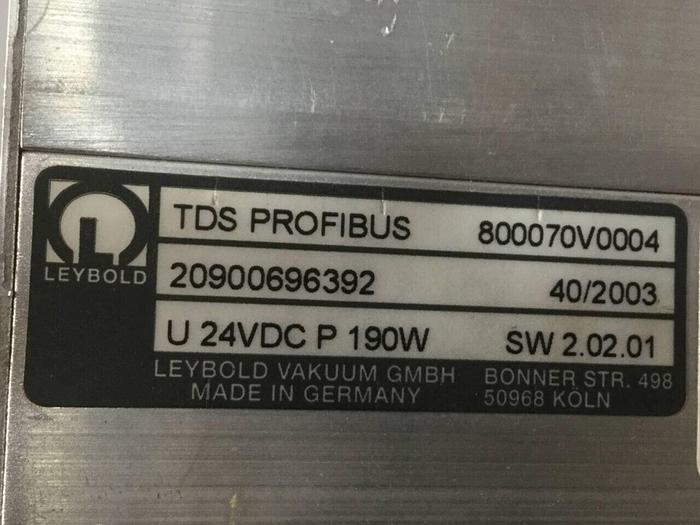 TDS PROFIBUS 800070V0004
LEYBOLD 20900696392 40/2003
U 24VDC P 190W SW 2.02.01
LEYBOLD VAKUUM GMBH BONNER STR. 498
MADE IN GERMANY 50968 KÖLN